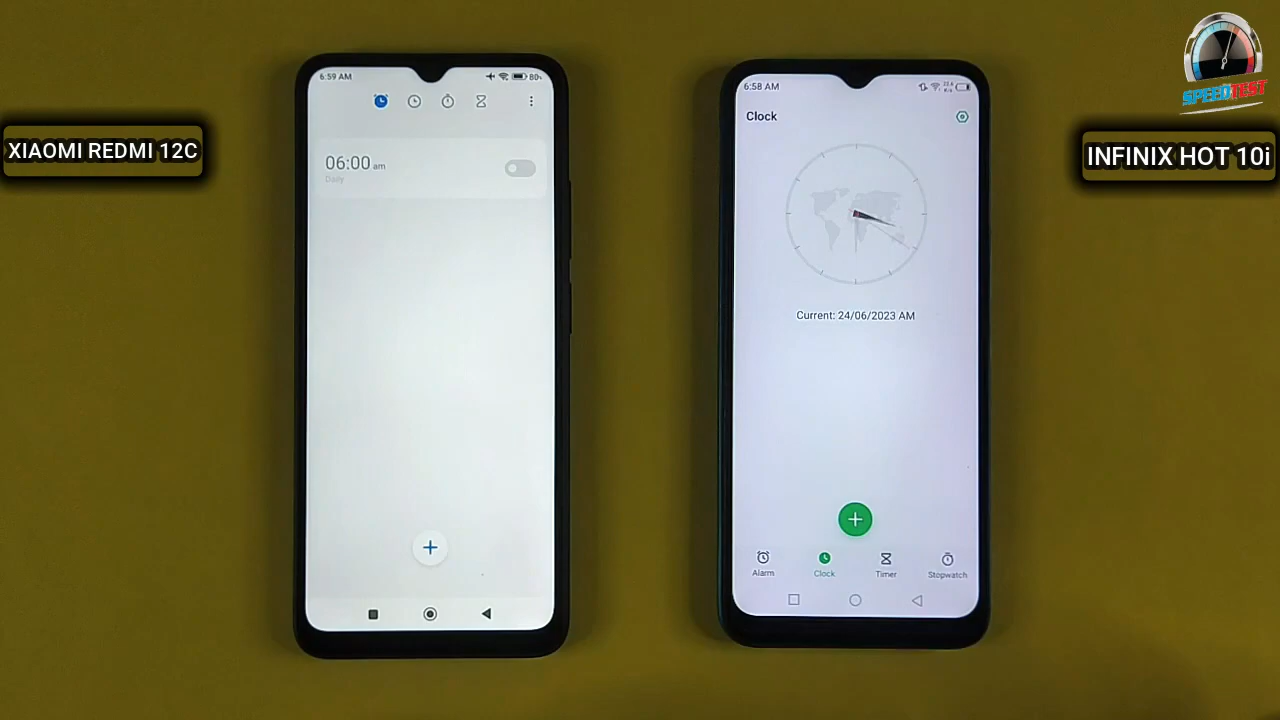 SPEEDTEST
XIAOMI REDMI 12C
INFINIX HOT 10i
6:59 AM
80%
06:00 am
Daily
6:58 AM
Clock
Current: 24/06/2023 AM
Alarm
Clock
Timer
Stopwatch